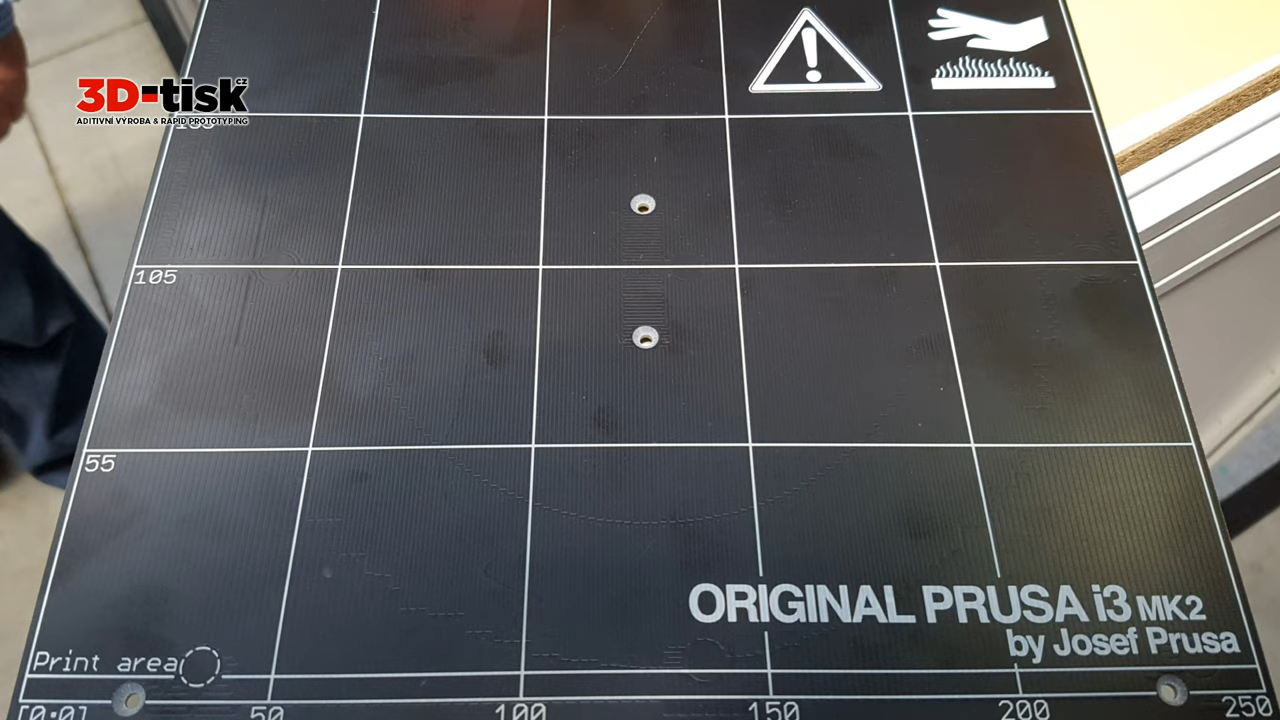 3D-tisk.cz
ADITIVNÍ VÝROBA & RAPID PROTOTYPING
105
55
ORIGINAL PRUSA i3 MK2
by Josef Prusa
Print area
[0:0] 50 100 150 200 250